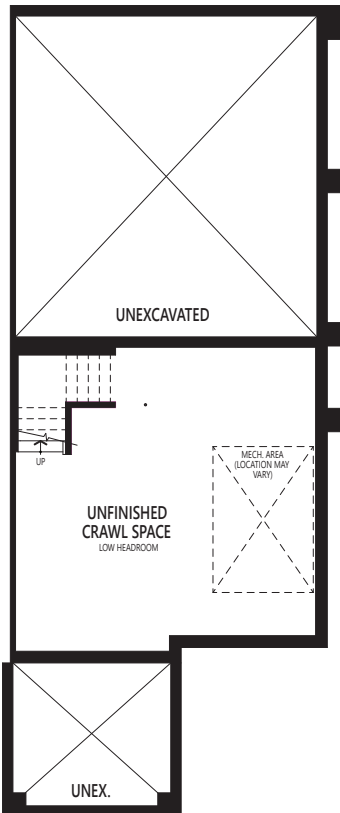 UNEXCAVATED
MECH. AREA
(LOCATION MAY
VARY)
UP
UNFINISHED
CRAWL SPACE
LOW HEADROOM
UNEX.